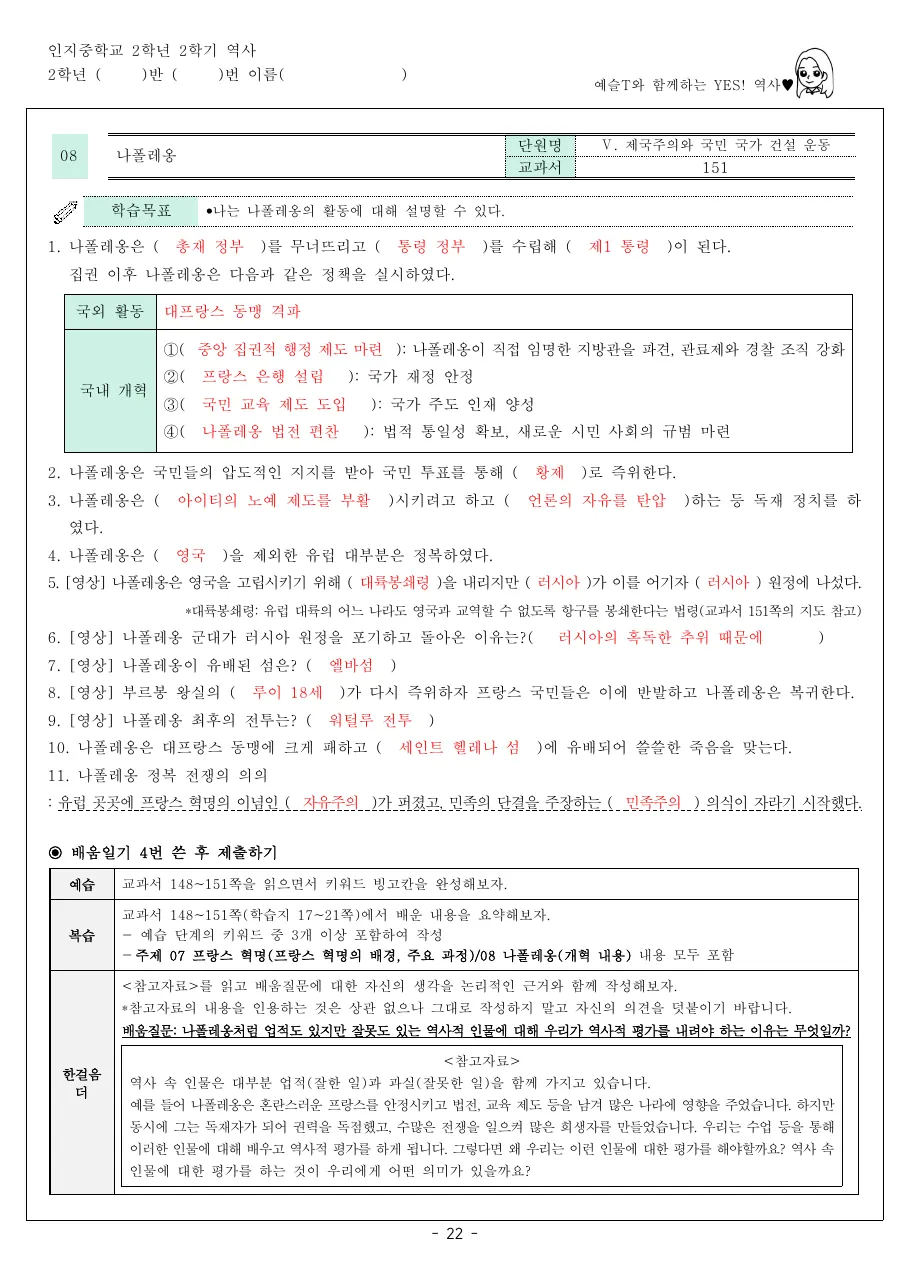 인지중학교 2학년 2학기 역사
2학년 ( )반 ( )번 이름( )
예슬T와 함께하는 YES! 역사♥
08
나폴레옹
단원명
Ⅴ. 제국주의와 국민 국가 건설 운동
교과서
151
학습목표
•나는 나폴레옹의 활동에 대해 설명할 수 있다.
1. 나폴레옹은 ( 총재 정부 )를 무너뜨리고 ( 통령 정부 )를 수립해 ( 제1 통령 )이 된다.
집권 이후 나폴레옹은 다음과 같은 정책을 실시하였다.
국외 활동
대프랑스 동맹 격파
국내 개혁
①( 중앙 집권적 행정 제도 마련 ): 나폴레옹이 직접 임명한 지방관을 파견, 관료제와 경찰 조직 강화
②( 프랑스 은행 설립 ): 국가 재정 안정
③( 국민 교육 제도 도입 ): 국가 주도 인재 양성
④( 나폴레옹 법전 편찬 ): 법적 통일성 확보, 새로운 시민 사회의 규범 마련
2. 나폴레옹은 국민들의 압도적인 지지를 받아 국민 투표를 통해 ( 황제 )로 즉위한다.
3. 나폴레옹은 ( 아이티의 노예 제도를 부활 )시키려고 하고 ( 언론의 자유를 탄압 )하는 등 독재 정치를 하
였다.
4. 나폴레옹은 ( 영국 )을 제외한 유럽 대부분은 정복하였다.
5. [영상] 나폴레옹은 영국을 고립시키기 위해 ( 대륙봉쇄령 )을 내리지만 ( 러시아 )가 이를 어기자 ( 러시아 ) 원정에 나섰다.
*대륙봉쇄령: 유럽 대륙의 어느 나라도 영국과 교역할 수 없도록 항구를 봉쇄한다는 법령(교과서 151쪽의 지도 참고)
6. [영상] 나폴레옹 군대가 러시아 원정을 포기하고 돌아온 이유는?( 러시아의 혹독한 추위 때문에 )
7. [영상] 나폴레옹이 유배된 섬은? ( 엘바섬 )
8. [영상] 부르봉 왕실의 ( 루이 18세 )가 다시 즉위하자 프랑스 국민들은 이에 반발하고 나폴레옹은 복귀한다.
9. [영상] 나폴레옹 최후의 전투는? ( 워털루 전투 )
10. 나폴레옹은 대프랑스 동맹에 크게 패하고 ( 세인트 헬레나 섬 )에 유배되어 쓸쓸한 죽음을 맞는다.
11. 나폴레옹 정복 전쟁의 의의
: 유럽 곳곳에 프랑스 혁명의 이념인 ( 자유주의 )가 퍼졌고, 민족의 단결을 주장하는 ( 민족주의 ) 의식이 자라기 시작했다.
◉ 배움일기 4번 쓴 후 제출하기
예습
교과서 148~151쪽을 읽으면서 키워드 빙고칸을 완성해보자.
복습
교과서 148~151쪽(학습지 17~21쪽)에서 배운 내용을 요약해보자.
- 예습 단계의 키워드 중 3개 이상 포함하여 작성
- 주제 07 프랑스 혁명(프랑스 혁명의 배경, 주요 과정)/08 나폴레옹(개혁 내용) 내용 모두 포함
한걸음
더
<참고자료>를 읽고 배움질문에 대한 자신의 생각을 논리적인 근거와 함께 작성해보자.
*참고자료의 내용을 인용하는 것은 상관 없으나 그대로 작성하지 말고 자신의 의견을 덧붙이기 바랍니다.
배움질문: 나폴레옹처럼 업적도 있지만 잘못도 있는 역사적 인물에 대해 우리가 역사적 평가를 내려야 하는 이유는 무엇일까?
<참고자료>
역사 속 인물은 대부분 업적(잘한 일)과 과실(잘못한 일)을 함께 가지고 있습니다.
예를 들어 나폴레옹은 혼란스러운 프랑스를 안정시키고 법전, 교육 제도 등을 남겨 많은 나라에 영향을 주었습니다. 하지만
동시에 그는 독재자가 되어 권력을 독점했고, 수많은 전쟁을 일으켜 많은 희생자를 만들었습니다. 우리는 수업 등을 통해
이러한 인물에 대해 배우고 역사적 평가를 하게 됩니다. 그렇다면 왜 우리는 이런 인물에 대한 평가를 해야할까요? 역사 속
인물에 대한 평가를 하는 것이 우리에게 어떤 의미가 있을까요?
- 22 -